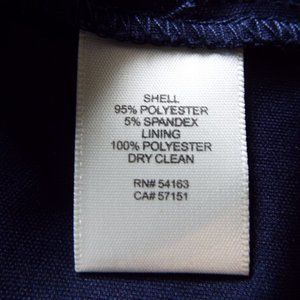 SHELL
95% POLYESTER
5% SPANDEX
LINING
100% POLYESTER
DRY CLEAN
RN# 54163
CA# 57151